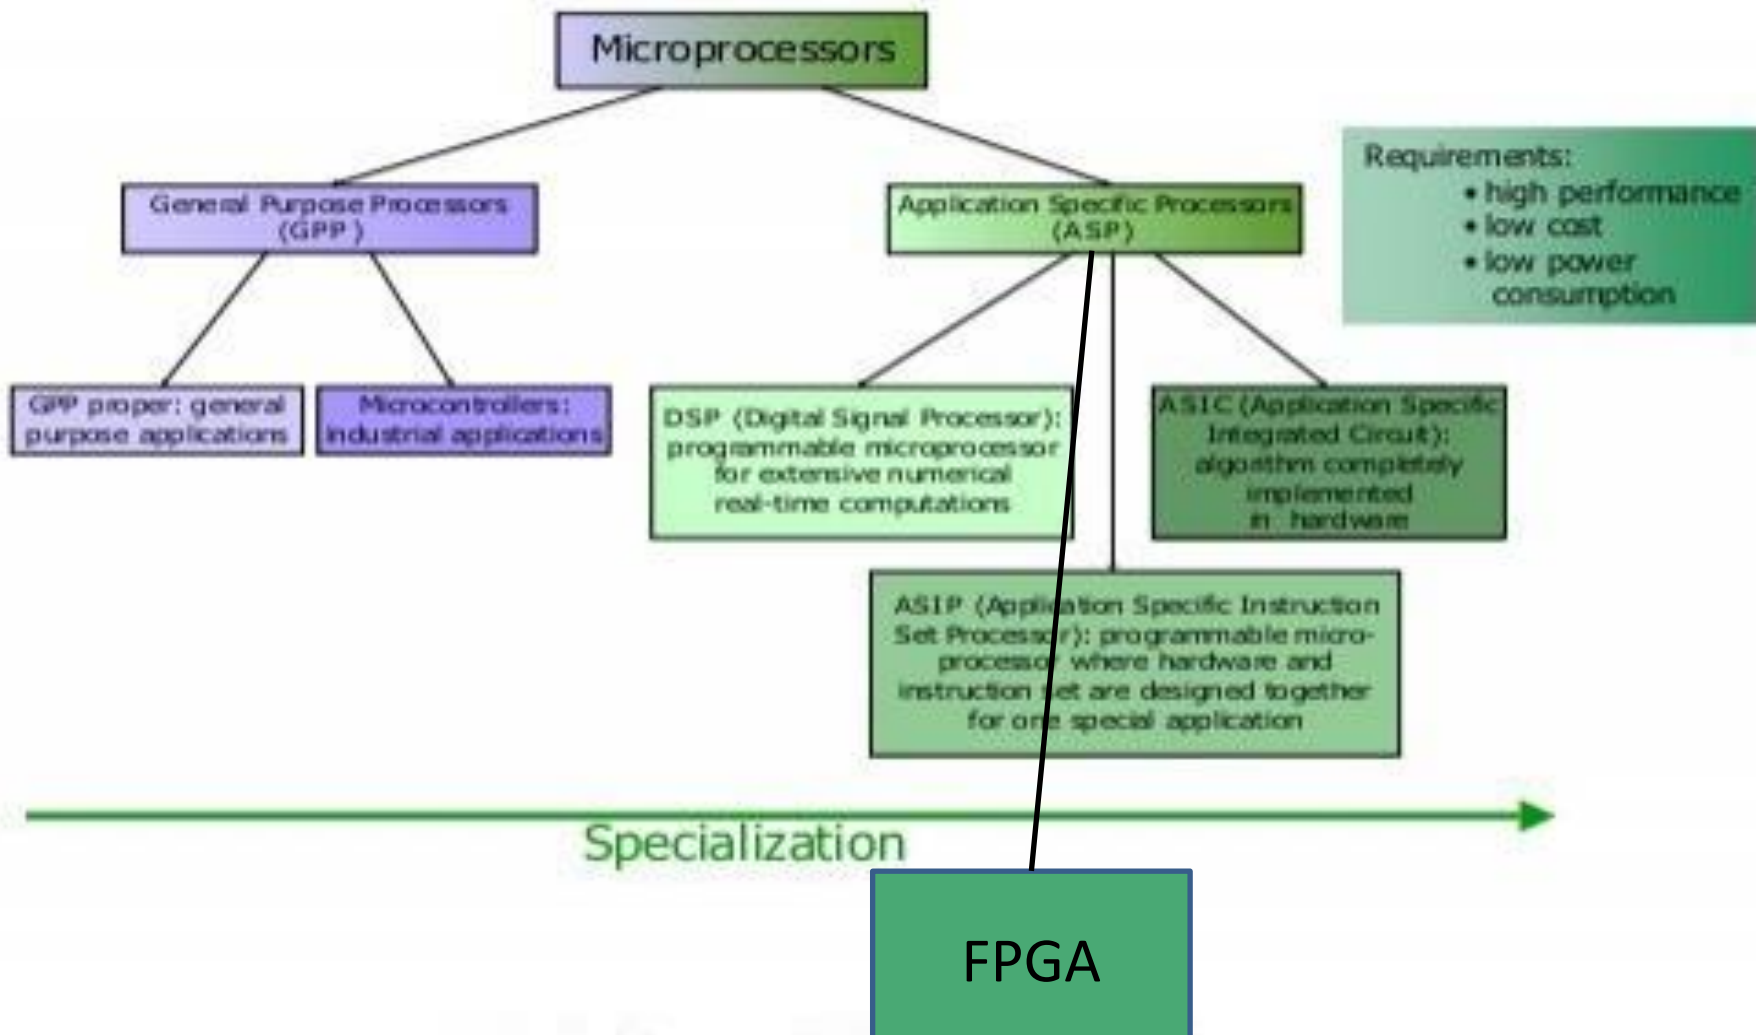 Microprocessors
General Purpose Processors
(GPP)
Application Specific Processors
(ASP)
Requirements:
• high performance
• low cost
• low power
consumption
GPP proper: general
purpose applications
Microcontrollers:
industrial applications
DSP (Digital Signal Processor):
programmable microprocessor
for extensive numerical
real-time computations
ASIC (Application Specific
Integrated Circuit):
algorithm completely
implemented
in hardware
ASIP (Application Specific Instruction
Set Processor): programmable micro-
processor where hardware and
instruction set are designed together
for one special application
Specialization
FPGA